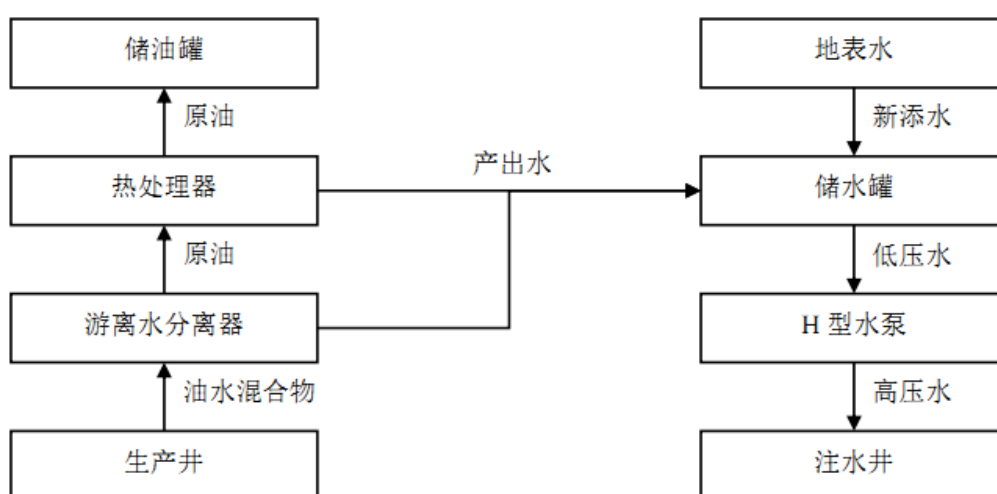 储油罐
地表水
原油
新添水
产出水
热处理器
储水罐
原油
低压水
游离水分离器
H 型水泵
油水混合物
高压水
生产井
注水井